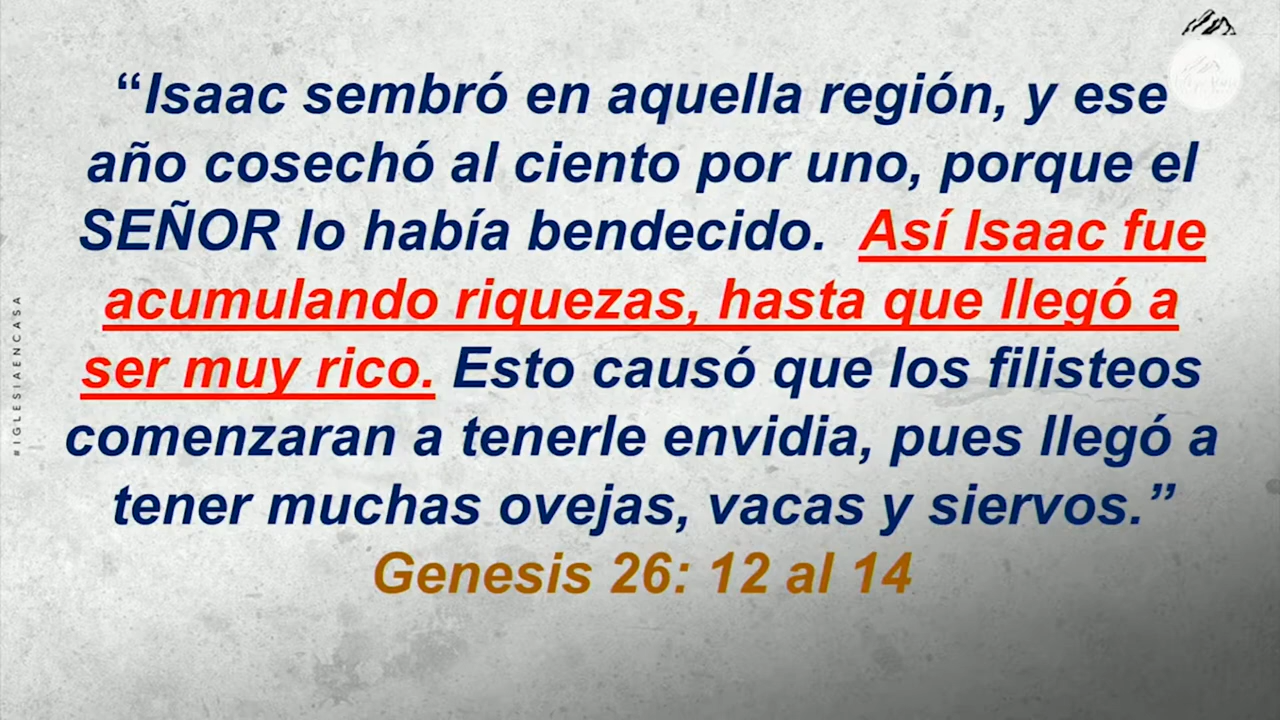 “Isaac sembró en aquella región, y ese
año cosechó al ciento por uno, porque el
SEÑOR lo había bendecido. Así Isaac fue
acumulando riquezas, hasta que llegó a
ser muy rico. Esto causó que los filisteos
comenzaran a tenerle envidia, pues llegó a
tener muchas ovejas, vacas y siervos.”
Genesis 26: 12 al 14
#IGLESIAENCASA